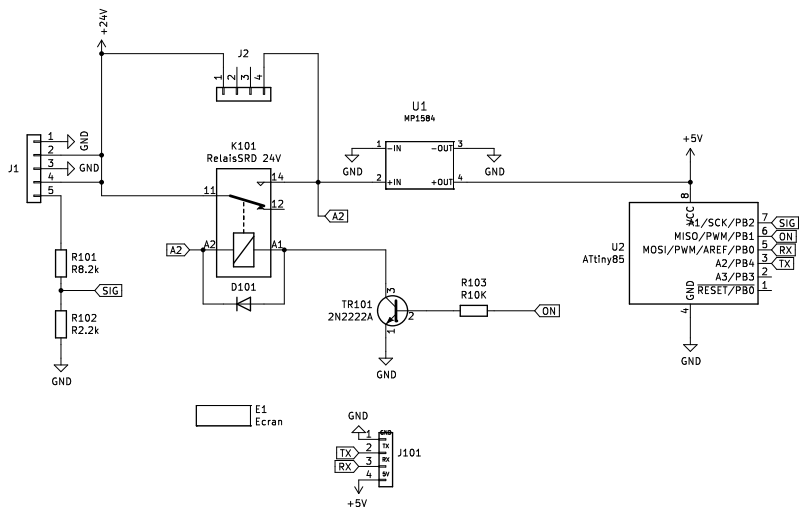 +24V
J2
1 2 3 4
U1
MP1584
1 -IN -OUT 3
GND GND
2 +IN +OUT 4
+5V
J1
1 GND
2
3 GND
4
5
K101
RelaisSRD 24V
14
11
12
A2
A2 A2 A1
D101
R101
R8.2k
SIG
R102
R2.2k
GND
TR101
2N2222A
3
2
1
GND
R103
R10K
ON
U2
ATtiny85
8
VCC
A1/SCK/PB2 7 SIG
MISO/PWM/PB1 6 ON
MOSI/PWM/AREF/PB0 5 RX
A2/PB4 3 TX
A3/PB3 2
RESET/PB0 1
GND
4
GND
E1
Ecran
GND
1 GND
TX 2 TX
RX 3 RX
4 5V
J101
+5V